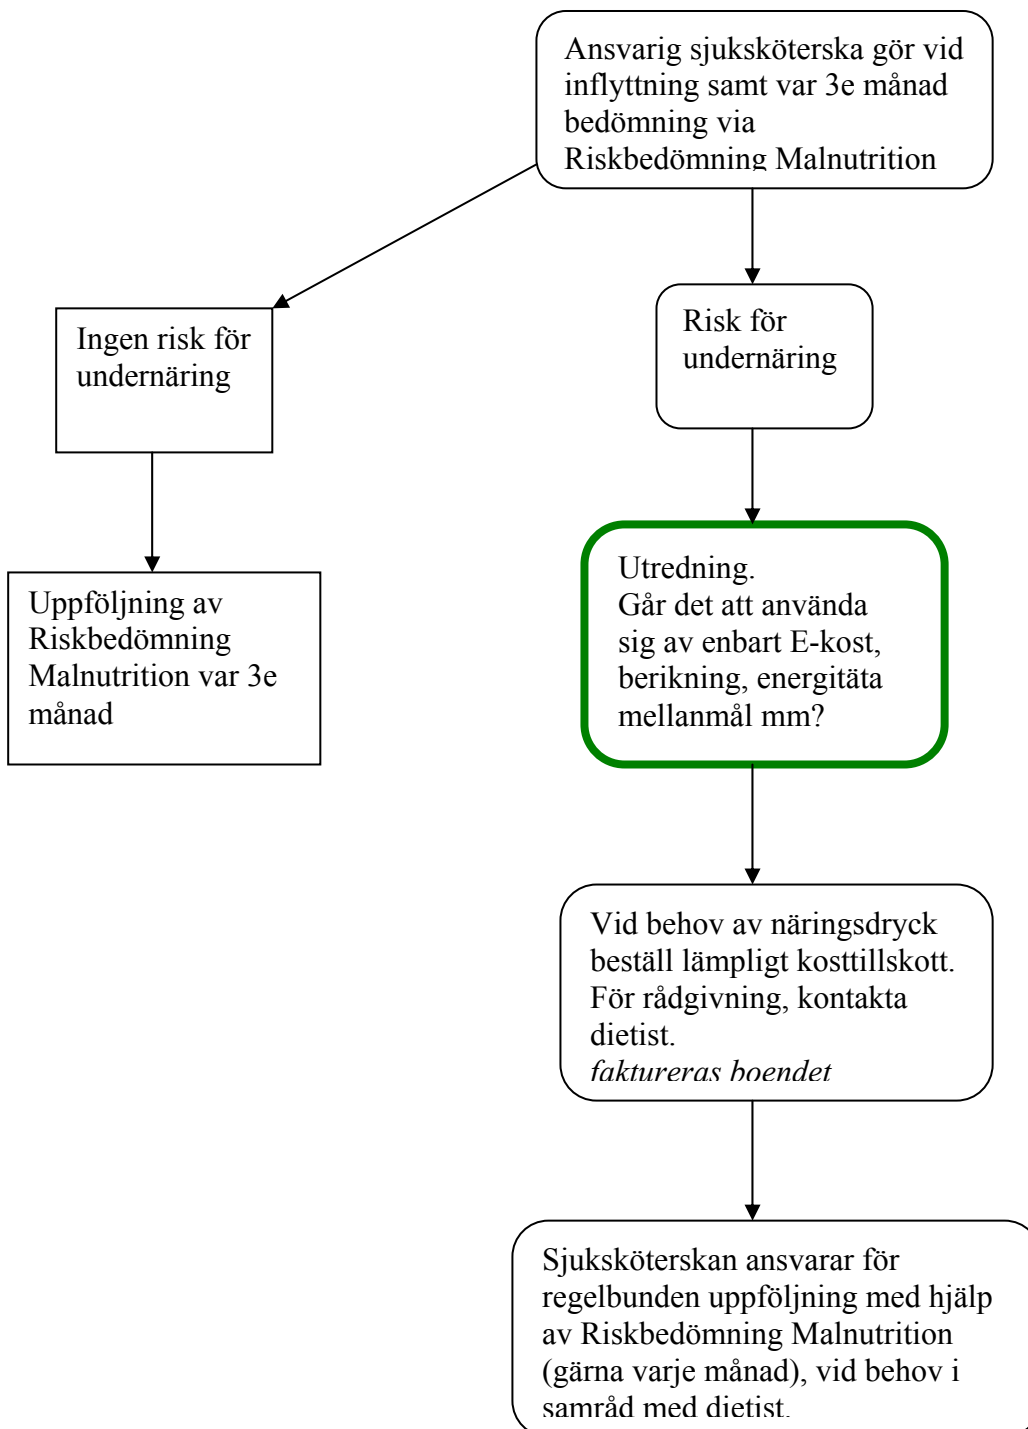 Ansvarig sjuksköterska gör vid
inflyttning samt var 3e månad
bedömning via
Riskbedömning Malnutrition
Ingen risk för
undernäring
Risk för
undernäring
Uppföljning av
Riskbedömning
Malnutrition var 3e
månad
Utredning.
Går det att använda
sig av enbart E-kost,
berikning, energitäta
mellanmål mm?
Vid behov av näringsdryck
beställ lämpligt kosttillskott.
För rådgivning, kontakta
dietist.
faktureras boendet
Sjuksköterskan ansvarar för
regelbunden uppföljning med hjälp
av Riskbedömning Malnutrition
(gärna varje månad), vid behov i
samråd med dietist.